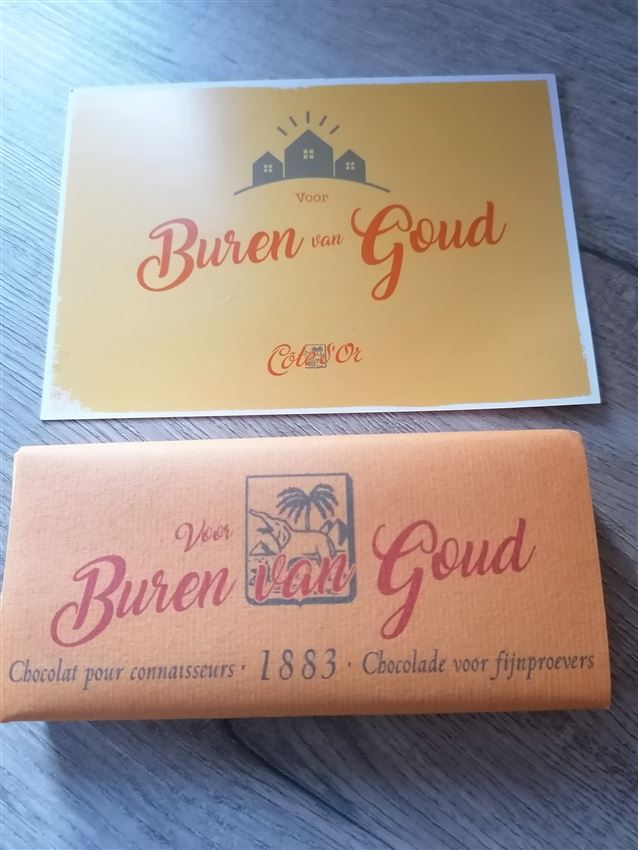 Voor
Buren van Goud
Côte d'Or
Voor
Buren van Goud
Chocolat pour connaisseurs · 1883 · Chocolade voor fijnproevers